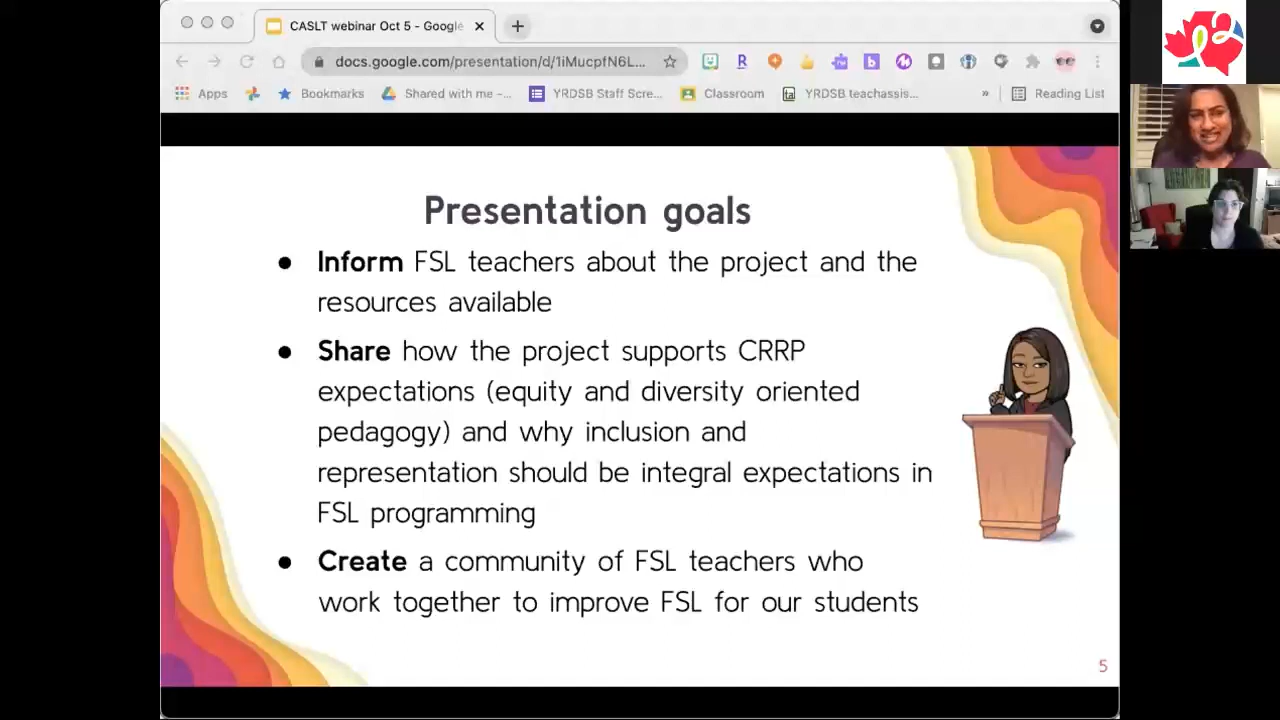 CASLT webinar Oct 5 - Google
docs.google.com/presentation/d/1iMucpfN6L...
Apps
Bookmarks
Shared with me -...
YRDSB Staff Scre...
Classroom
YRDSB teachassis...
»
Reading List
Presentation goals
● Inform FSL teachers about the project and the
resources available
● Share how the project supports CRRP
expectations (equity and diversity oriented
pedagogy) and why inclusion and
representation should be integral expectations in
FSL programming
● Create a community of FSL teachers who
work together to improve FSL for our students
5